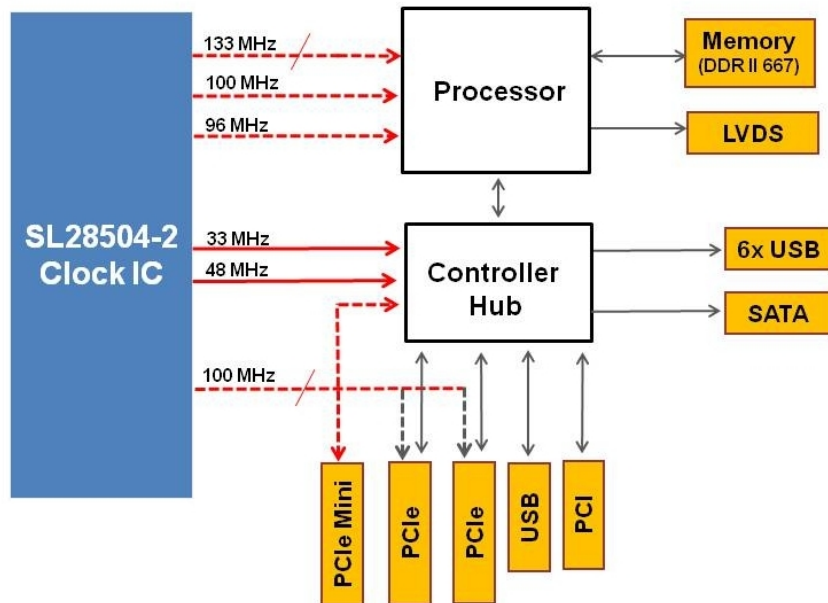 133 MHz
100 MHz
96 MHz
Processor
Memory
(DDR II 667)
LVDS
SL28504-2
Clock IC
33 MHz
48 MHz
Controller
Hub
6x USB
SATA
100 MHz
PCIe Mini
PCIe
PCIe
USB
PCI